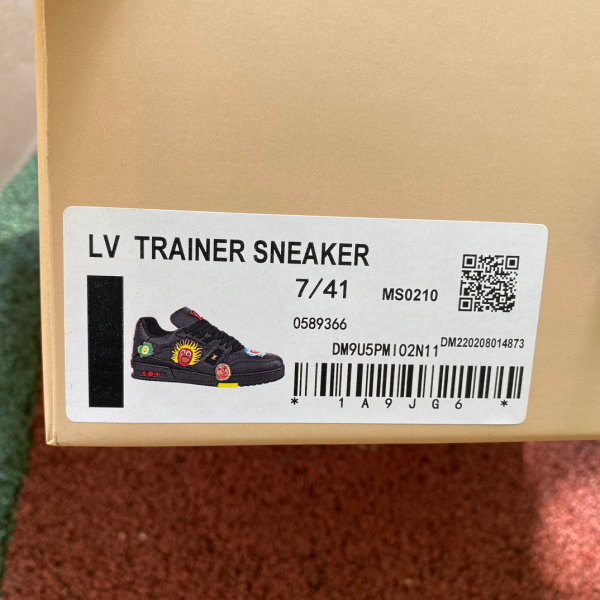 LV TRAINER SNEAKER
7/41 MS0210
0589366
DM9U5PMI02N11 DM220208014873
* 1A9JG6 *